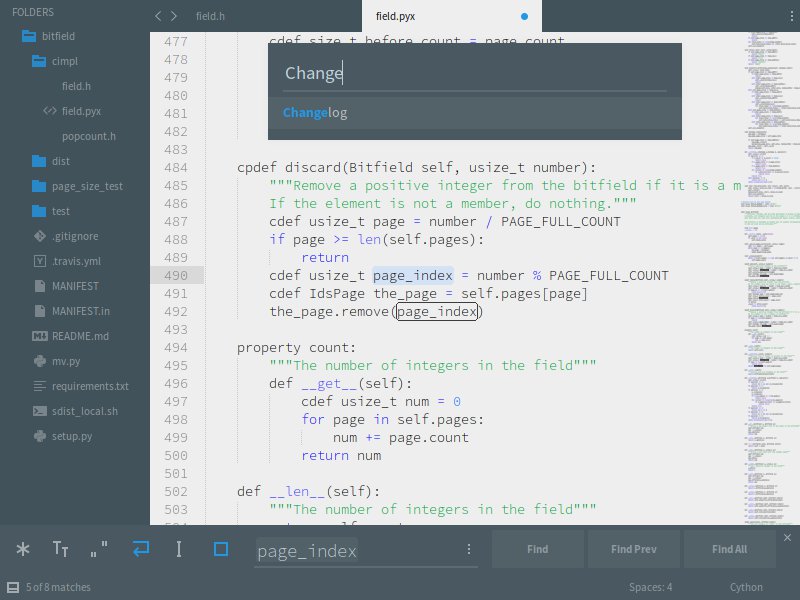 FOLDERS
bitfield
cimpl
field.h
field.pyx
popcount.h
dist
page_size_test
test
.gitignore
.travis.yml
MANIFEST
MANIFEST.in
README.md
mv.py
requirements.txt
sdist_local.sh
setup.py
field.h
field.pyx
Change
Changelog
477 cdef size_t before_count = page.count
478
479
480
481
482
483
484 cpdef discard(Bitfield self, usize_t number):
485 """Remove a positive integer from the bitfield if it is a m
486 If the element is not a member, do nothing."""
487 cdef usize_t page = number / PAGE_FULL_COUNT
488 if page >= len(self.pages):
489 return
490 cdef usize_t page_index = number % PAGE_FULL_COUNT
491 cdef IdsPage the_page = self.pages[page]
492 the_page.remove(page_index)
493
494 property count:
495 """The number of integers in the field"""
496 def __get__(self):
497 cdef usize_t num = 0
498 for page in self.pages:
499 num += page.count
500 return num
501
502 def __len__(self):
503 """The number of integers in the field"""
page_index
Find
Find Prev
Find All
5 of 8 matches
Spaces: 4
Cython